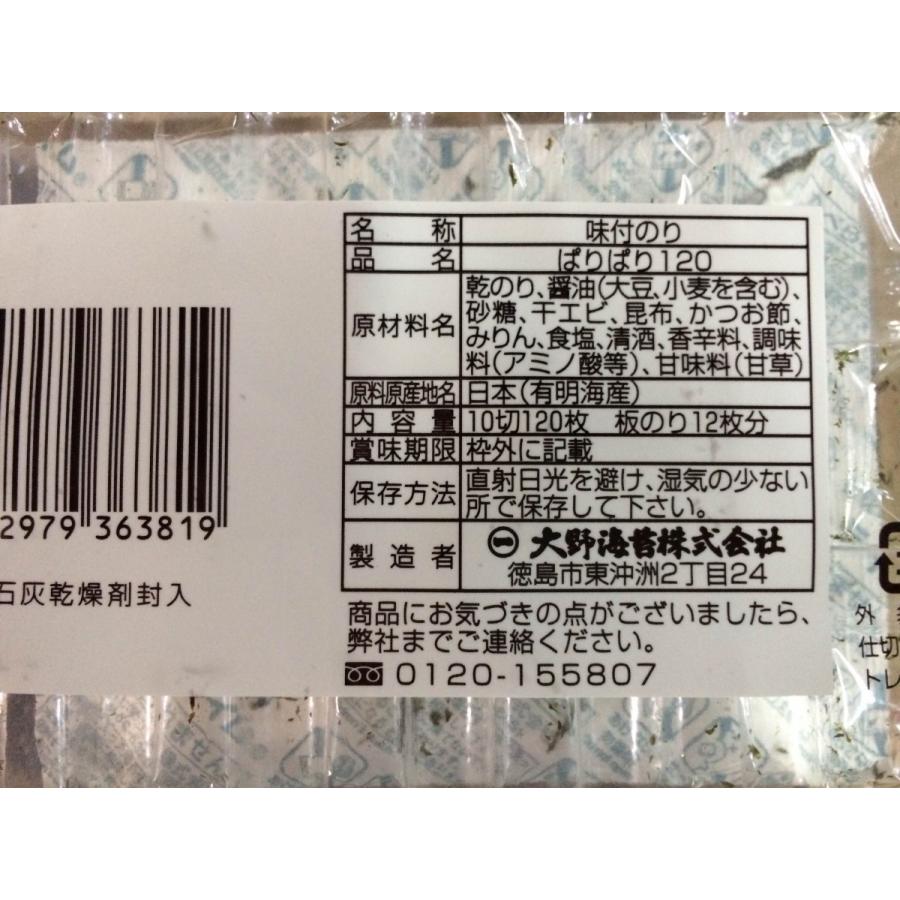 名称 味付のり
品名 ぱりぱり120
原材料名 乾のり、醤油(大豆、小麦を含む)、
砂糖、干エビ、昆布、かつお節、
みりん、食塩、清酒、香辛料、調味
料(アミノ酸等)、甘味料(甘草)
原料原産地名 日本(有明海産)
内容量 10切120枚 板のり12枚分
賞味期限 枠外に記載
保存方法 直射日光を避け、湿気の少ない
所で保存して下さい。
製造者 ㊀ 大野海苔株式会社
徳島市東沖洲2丁目24
商品にお気づきの点がございましたら、
弊社までご連絡ください。
0120-155807
2979 363819
石灰乾燥剤封入
外
仕切
トレ